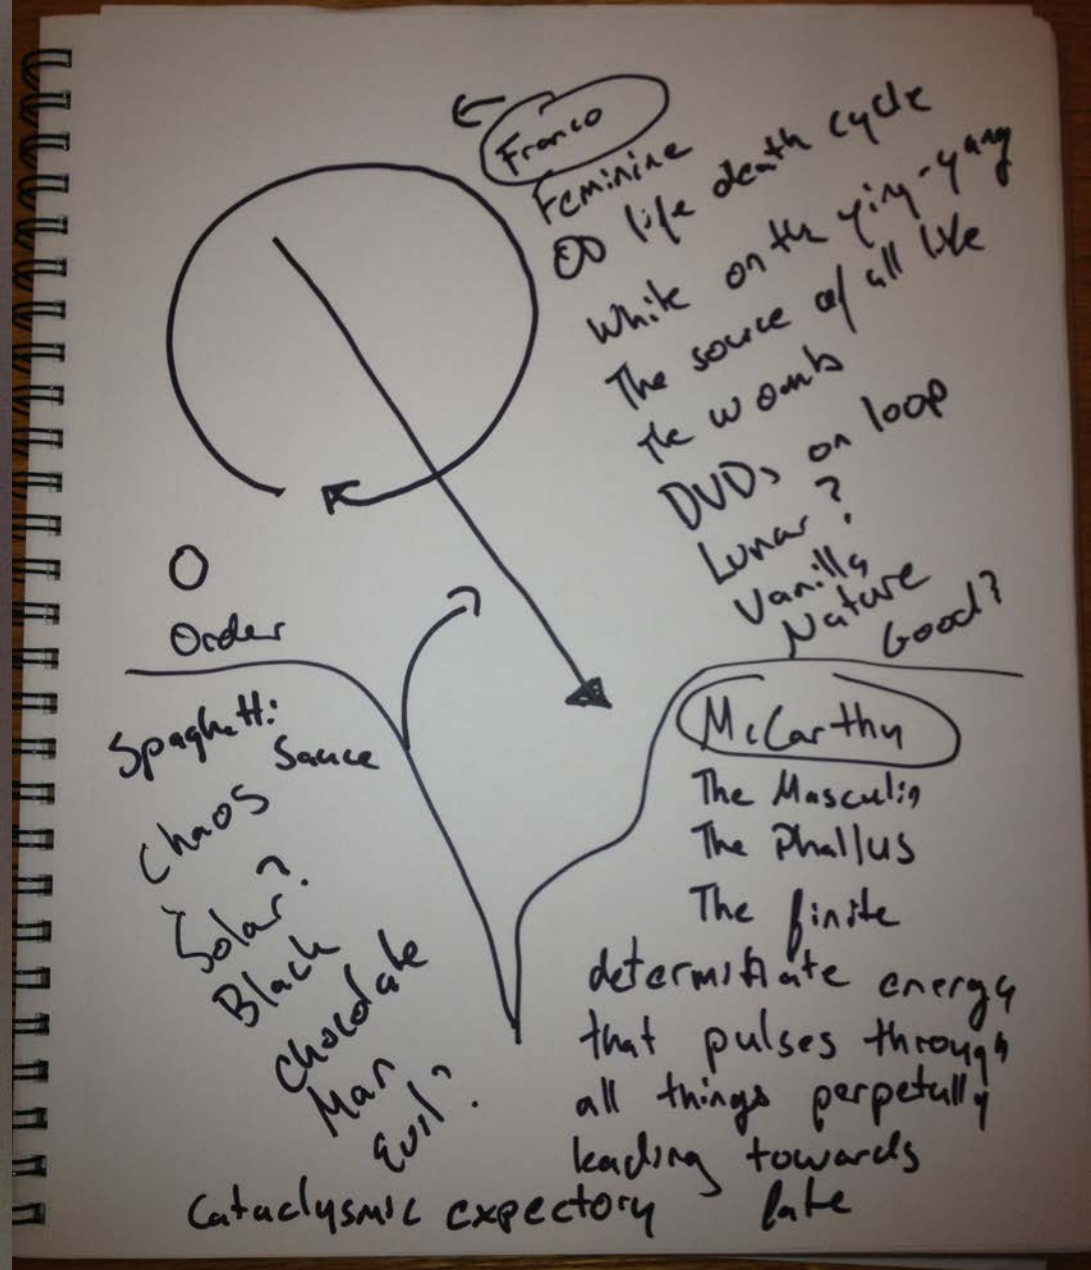 Franco
Feminine
OO life death cycle
White on the ying-yang
The source of all life
The womb
DVDs on loop
Lunar?
Vanilla
Nature
Good?
O
Order
Spaghetti
Sauce
Chaos
Solar?
Black
Chocolate
Man
Evil?
McCarthy
The Masculin
The Phallus
The finite
determinate energy
that pulses through
all things perpetually
leading towards
Cataclysmic expectory fate